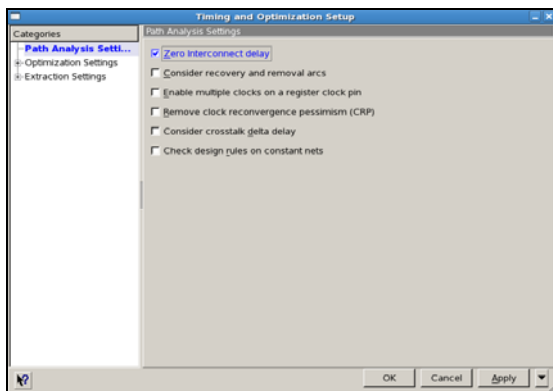 Timing and Optimization Setup
Categories
Path Analysis Settings
Path Analysis Setti...
Zero Interconnect delay
Optimization Settings
Consider recovery and removal arcs
Extraction Settings
Enable multiple clocks on a register clock pin
Remove clock reconvergence pessimism (CRP)
Consider crosstalk delta delay
Check design rules on constant nets
OK
Cancel
Apply